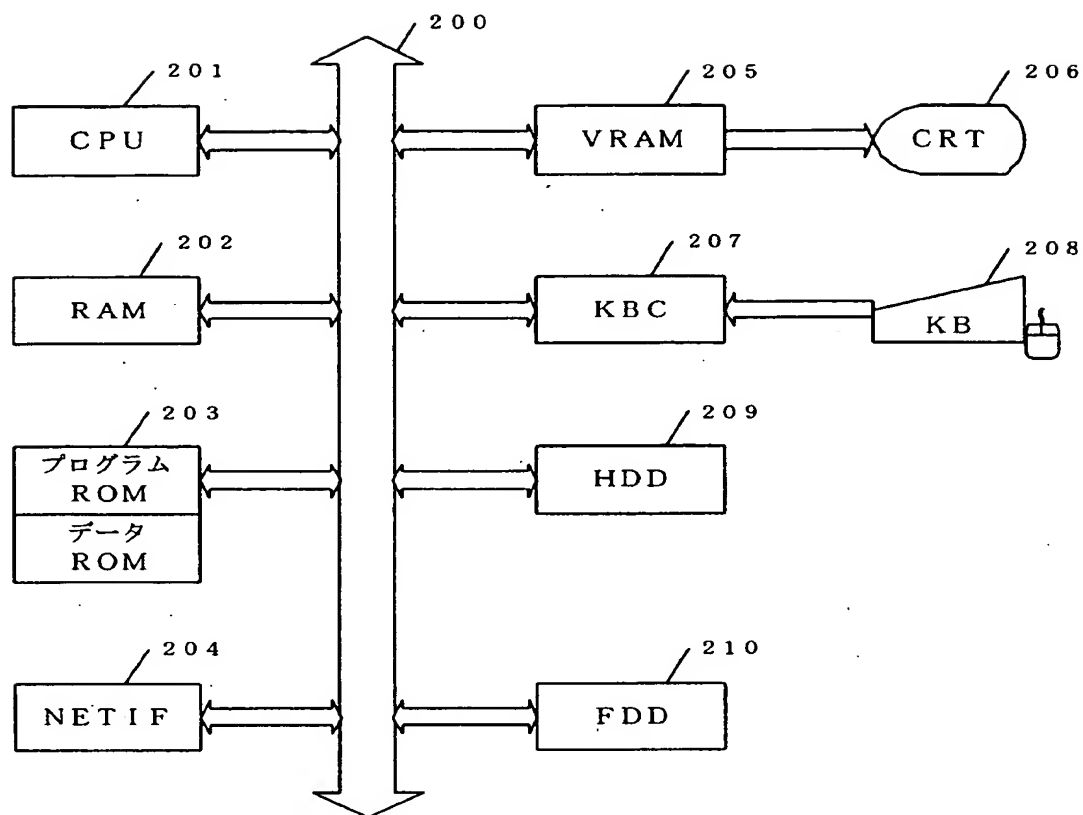 200
201
CPU
205
VRAM
206
CRT
202
RAM
207
KBC
208
KB
203
プログラム
ROM
データ
ROM
209
HDD
204
NETIF
210
FDD